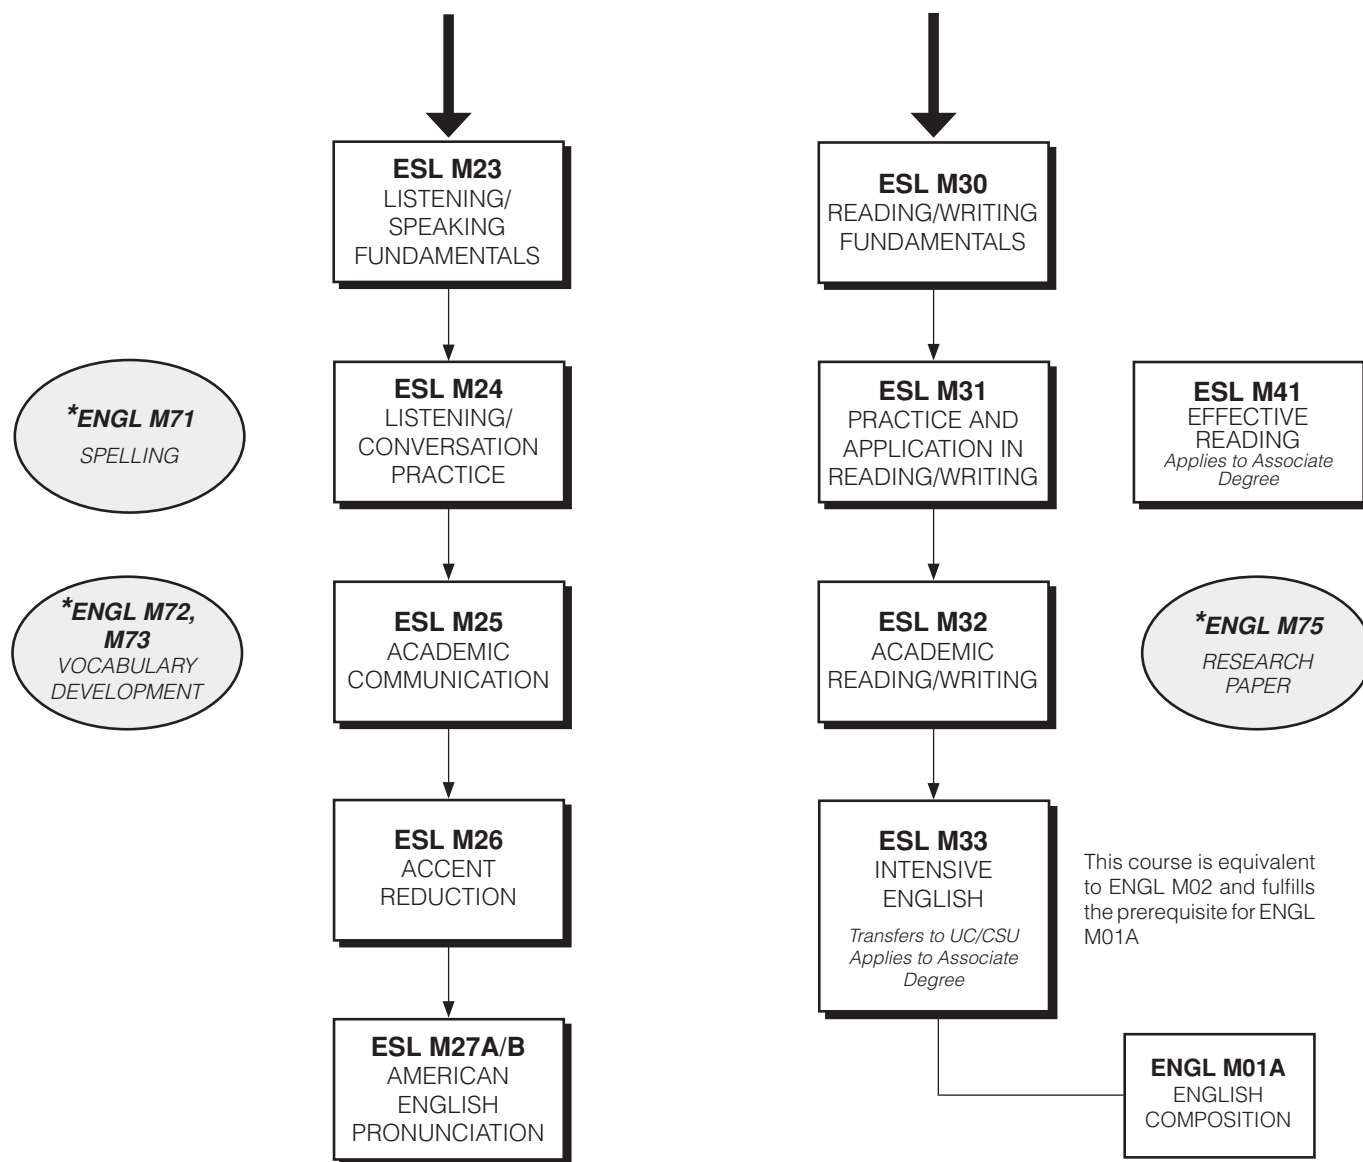 ESL M23
LISTENING/
SPEAKING
FUNDAMENTALS
ESL M30
READING/WRITING
FUNDAMENTALS
*ENGL M71
SPELLING
ESL M24
LISTENING/
CONVERSATION
PRACTICE
ESL M31
PRACTICE AND
APPLICATION IN
READING/WRITING
ESL M41
EFFECTIVE
READING
Applies to Associate
Degree
*ENGL M72,
M73
VOCABULARY
DEVELOPMENT
ESL M25
ACADEMIC
COMMUNICATION
ESL M32
ACADEMIC
READING/WRITING
*ENGL M75
RESEARCH
PAPER
ESL M26
ACCENT
REDUCTION
ESL M33
INTENSIVE
ENGLISH
Transfers to UC/CSU
Applies to Associate
Degree
This course is equivalent
to ENGL M02 and fulfills
the prerequisite for ENGL
M01A
ESL M27A/B
AMERICAN
ENGLISH
PRONUNCIATION
ENGL M01A
ENGLISH
COMPOSITION